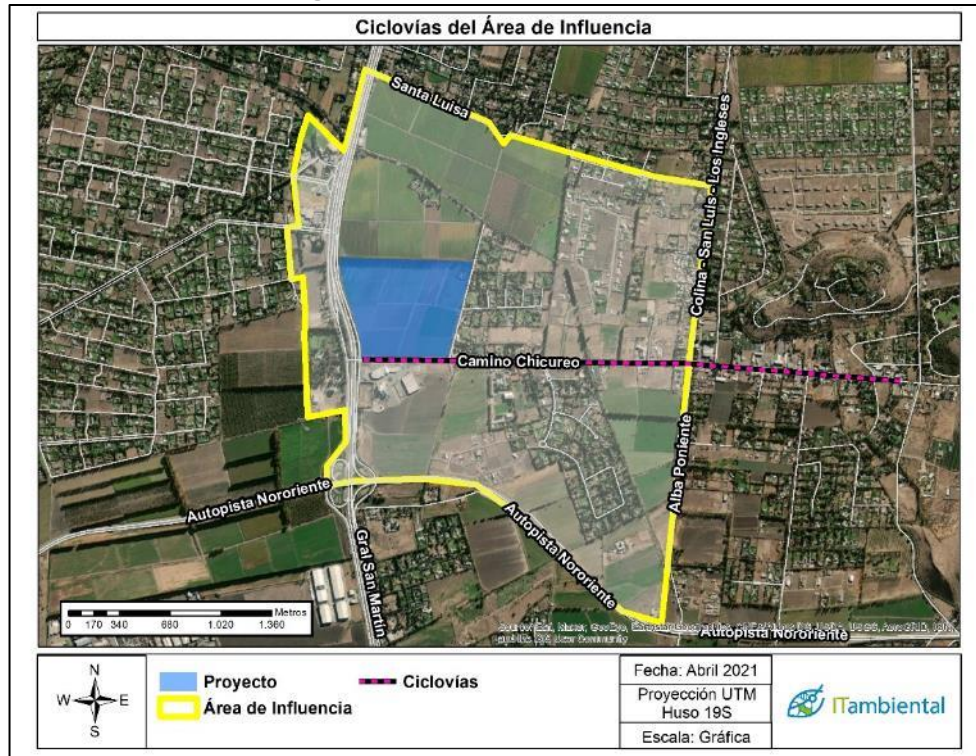 Ciclovías del Área de Influencia
Santa Luisa
Colina - San Luis - Los Ingleses
Camino Chicureo
Alba Poniente
Autopista Nororiente
Autopista Nororiente
Gral San Martin
Autopista Nororiente
Metros
0 170 340 680 1.020 1.360
N
W E
S
Proyecto
Ciclovías
Área de Influencia
Fecha: Abril 2021
Proyección UTM
Huso 19S
Escala: Gráfica
ITambiental